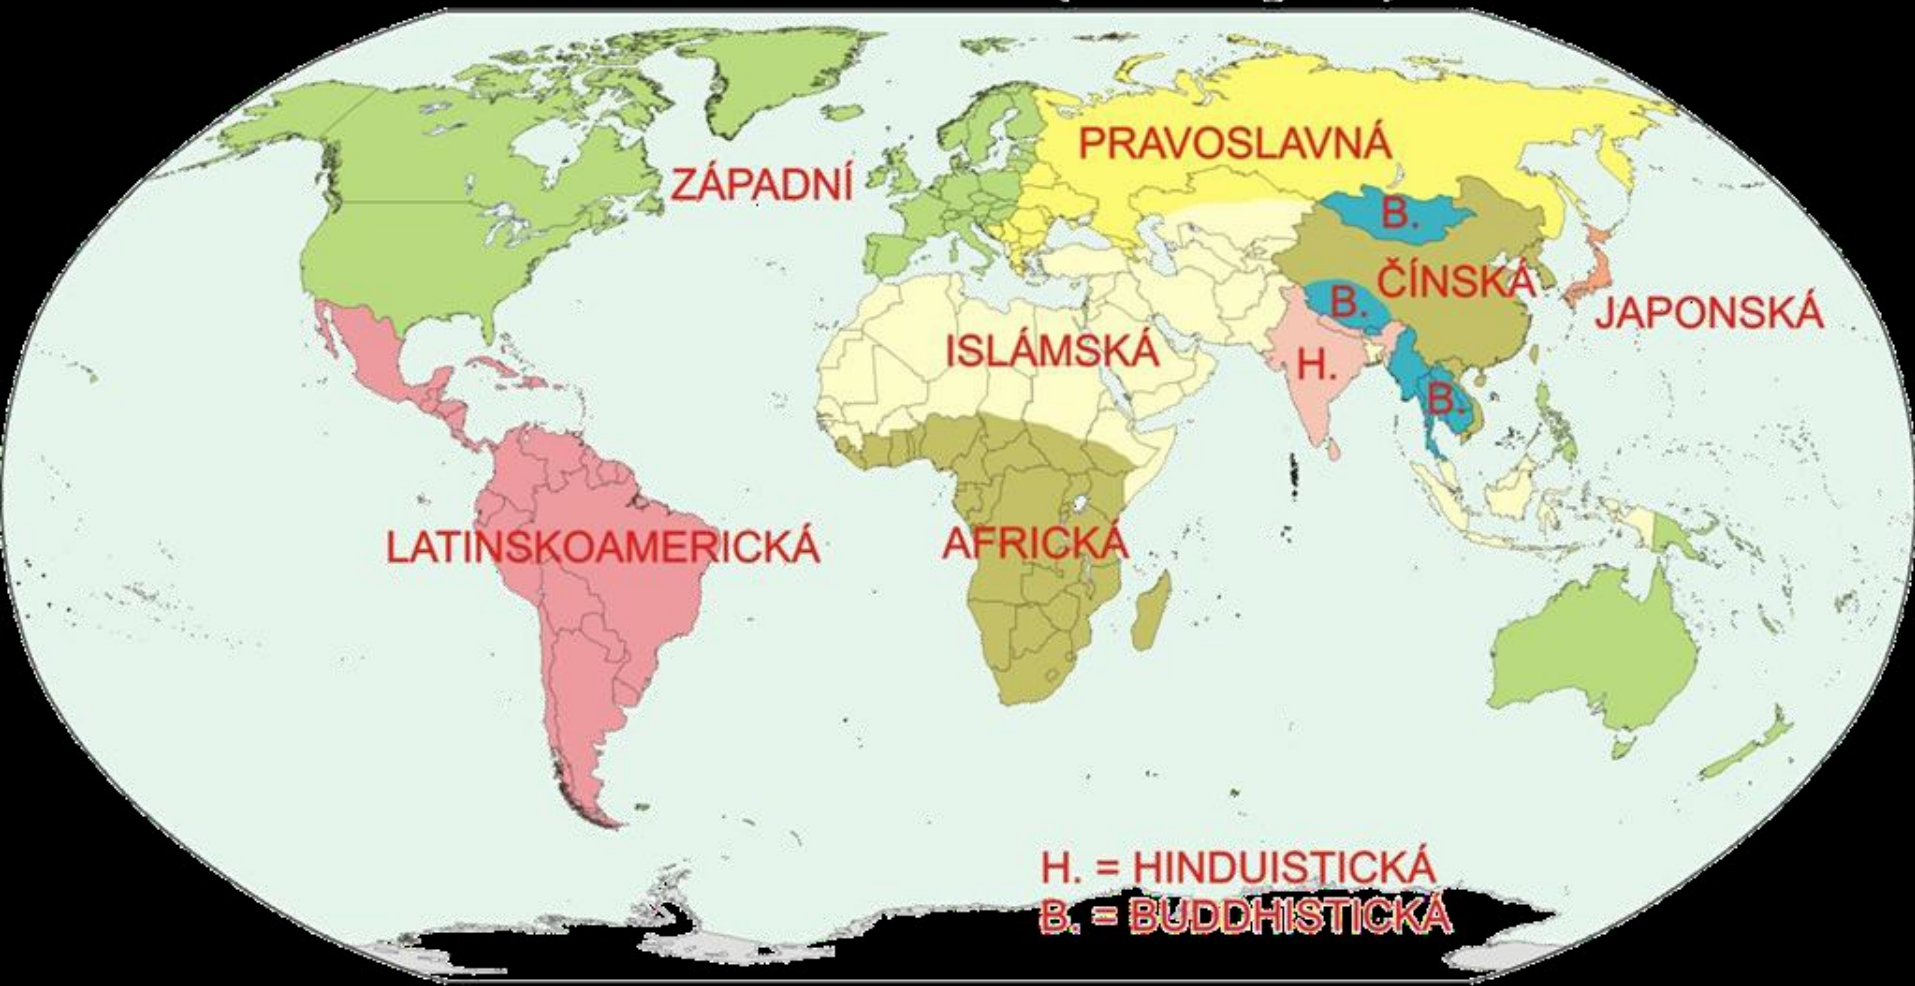 PRAVOSLAVNÁ
ZÁPADNÍ
B.
ČÍNSKÁ
B.
JAPONSKÁ
ISLÁMSKÁ
H.
B.
LATINSKOAMERICKÁ
AFRICKÁ
H. = HINDUISTICKÁ
B. = BUDDHISTICKÁ